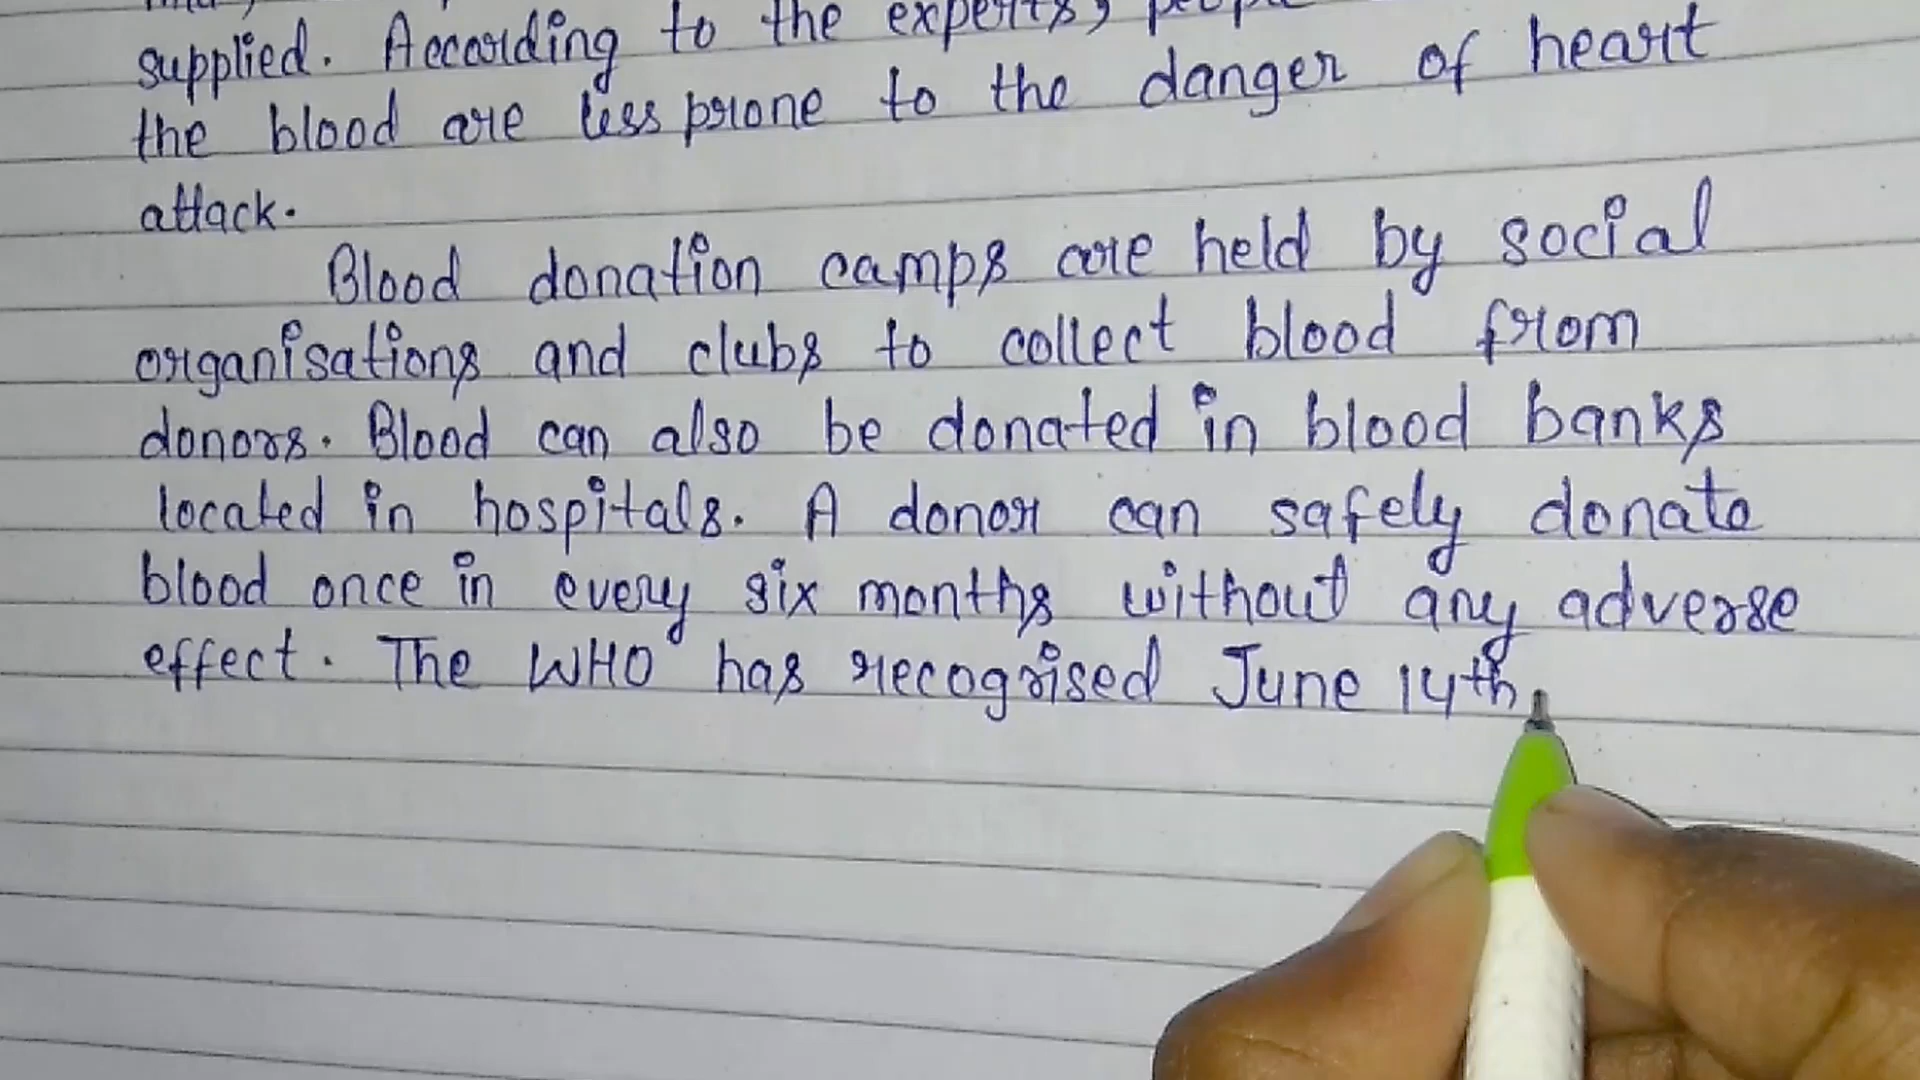 supplied. According to the experts,
the blood are less prone to the danger of heart
attack.
Blood donation camps are held by social
organisations and clubs to collect blood from
donors. Blood can also be donated in blood banks
located in hospitals. A donor can safely donate
blood once in every six months without any adverse
effect. The WHO has recognised June 14th